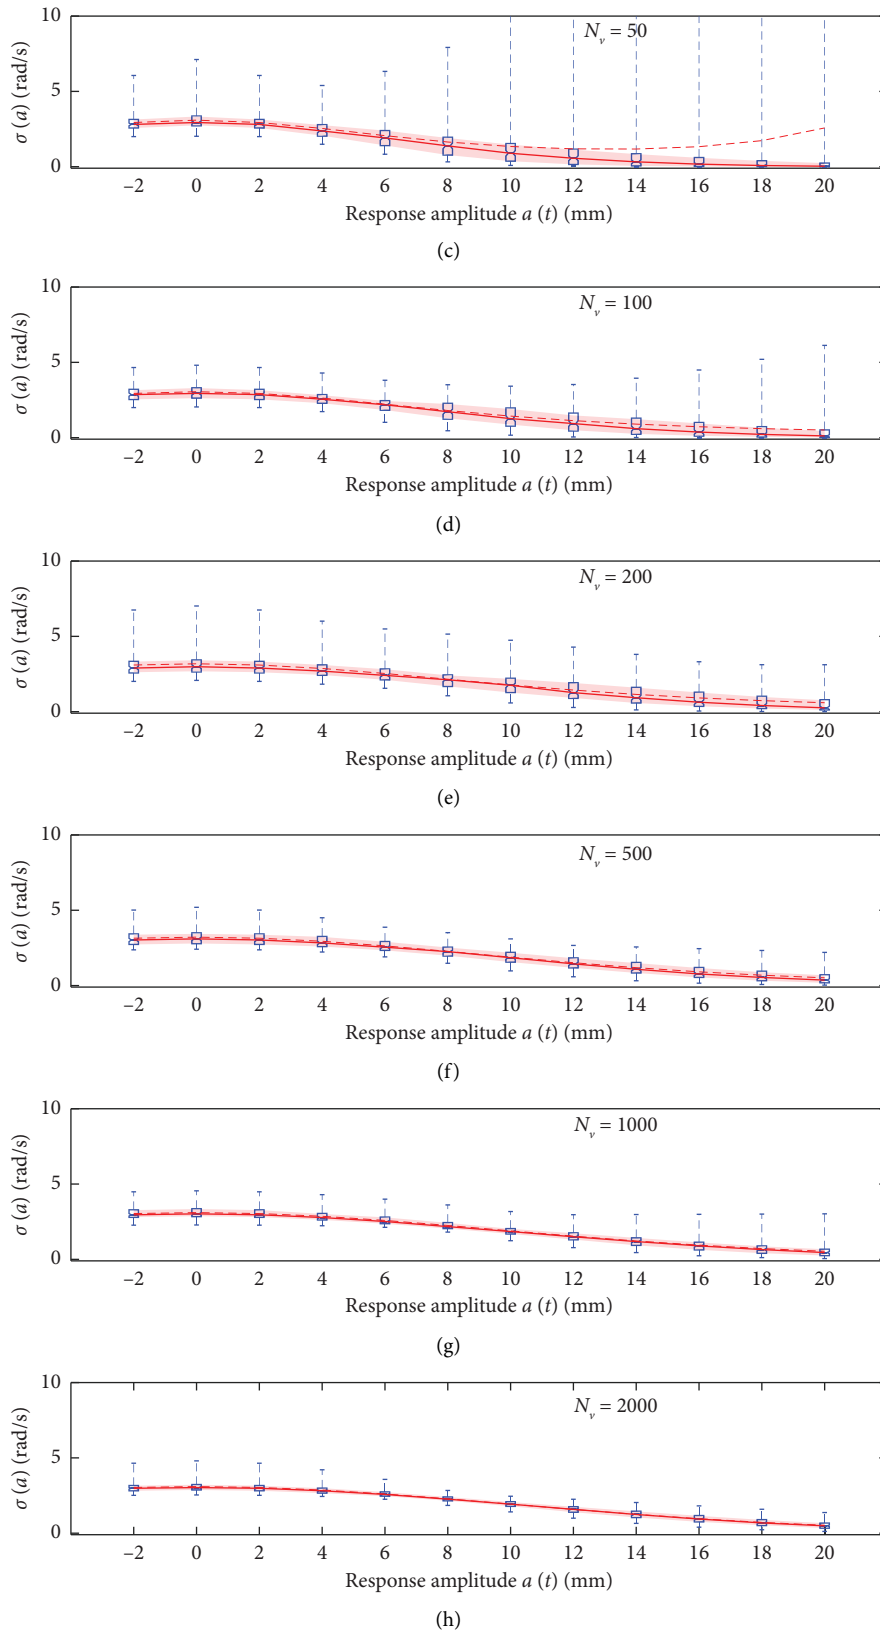 10
N_v = 50
5
σ (a) (rad/s)
0
–2 0 2 4 6 8 10 12 14 16 18 20
Response amplitude a (t) (mm)
(c)
10
N_v = 100
5
σ (a) (rad/s)
0
–2 0 2 4 6 8 10 12 14 16 18 20
Response amplitude a (t) (mm)
(d)
10
N_v = 200
5
σ (a) (rad/s)
0
–2 0 2 4 6 8 10 12 14 16 18 20
Response amplitude a (t) (mm)
(e)
10
N_v = 500
5
σ (a) (rad/s)
0
–2 0 2 4 6 8 10 12 14 16 18 20
Response amplitude a (t) (mm)
(f)
10
N_v = 1000
5
σ (a) (rad/s)
0
–2 0 2 4 6 8 10 12 14 16 18 20
Response amplitude a (t) (mm)
(g)
10
N_v = 2000
5
σ (a) (rad/s)
0
–2 0 2 4 6 8 10 12 14 16 18 20
Response amplitude a (t) (mm)
(h)